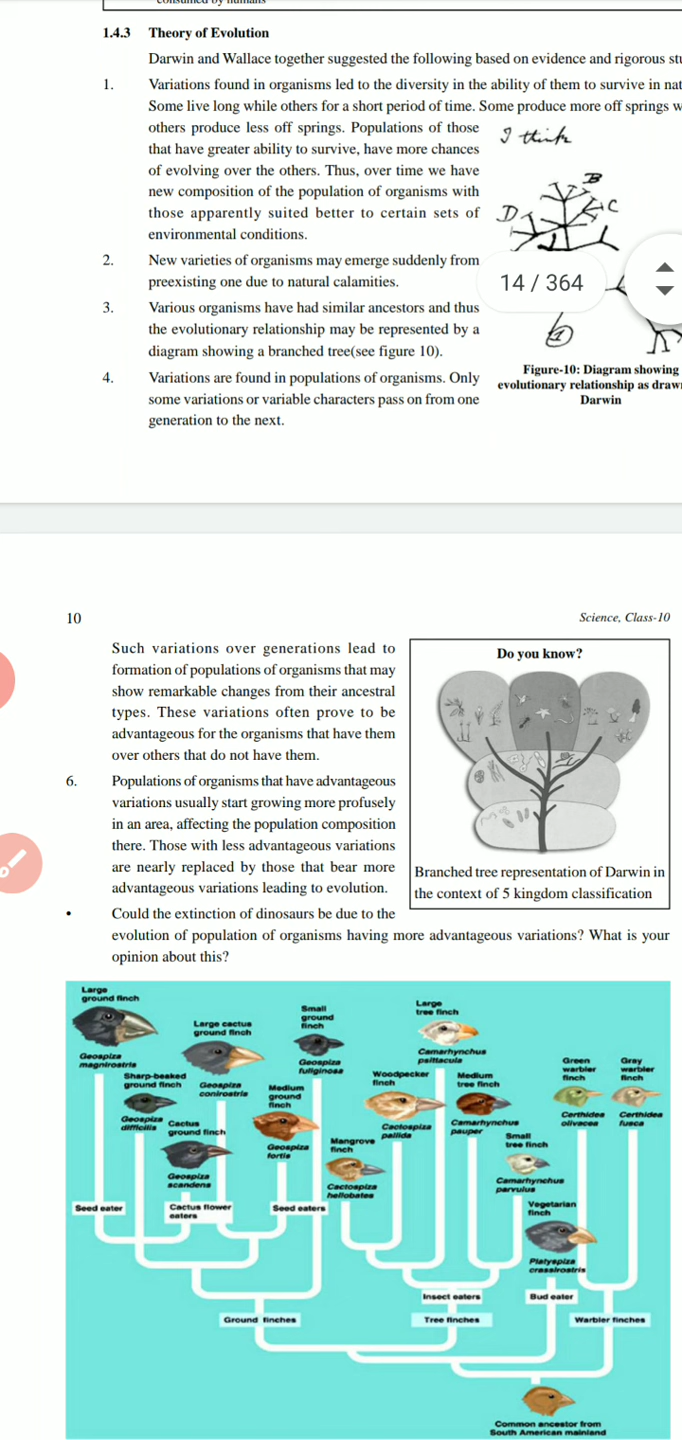 consumed by humans
1.4.3 Theory of Evolution
Darwin and Wallace together suggested the following based on evidence and rigorous stu
1. Variations found in organisms led to the diversity in the ability of them to survive in nat
Some live long while others for a short period of time. Some produce more off springs w
others produce less off springs. Populations of those
that have greater ability to survive, have more chances
of evolving over the others. Thus, over time we have
new composition of the population of organisms with
those apparently suited better to certain sets of
environmental conditions.
I think
B
C
D
2. New varieties of organisms may emerge suddenly from
preexisting one due to natural calamities.
14 / 364
3. Various organisms have had similar ancestors and thus
the evolutionary relationship may be represented by a
diagram showing a branched tree(see figure 10).
1
4. Variations are found in populations of organisms. Only
some variations or variable characters pass on from one
generation to the next.
Figure-10: Diagram showing
evolutionary relationship as draw
Darwin
10 Science, Class-10
Such variations over generations lead to
formation of populations of organisms that may
show remarkable changes from their ancestral
types. These variations often prove to be
advantageous for the organisms that have them
over others that do not have them.
6. Populations of organisms that have advantageous
variations usually start growing more profusely
in an area, affecting the population composition
there. Those with less advantageous variations
are nearly replaced by those that bear more
advantageous variations leading to evolution.
Do you know?
Branched tree representation of Darwin in
the context of 5 kingdom classification
• Could the extinction of dinosaurs be due to the
evolution of population of organisms having more advantageous variations? What is your
opinion about this?
Large
ground finch
Geospiza
magnirostris
Sharp-beaked
ground finch
Geospiza
difficilis
Large cactus
ground finch
Geospiza
conirostris
Cactus
ground finch
Geospiza
scandens
Small
ground
finch
Geospiza
fuliginosa
Medium
ground
finch
Geospiza
fortis
Large
tree finch
Camarhynchus
psittacula
Woodpecker
finch
Cactospiza
pallida
Mangrove
finch
Cactospiza
heliobates
Medium
tree finch
Camarhynchus
pauper
Small
tree finch
Camarhynchus
parvulus
Green
warbler
finch
Certhidea
olivacea
Gray
warbler
finch
Certhidea
fusca
Vegetarian
finch
Platyspiza
crassirostris
Seed eater
Cactus flower
eaters
Seed eaters
Insect eaters
Bud eater
Ground finches
Tree finches
Warbler finches
Common ancestor from
South American mainland